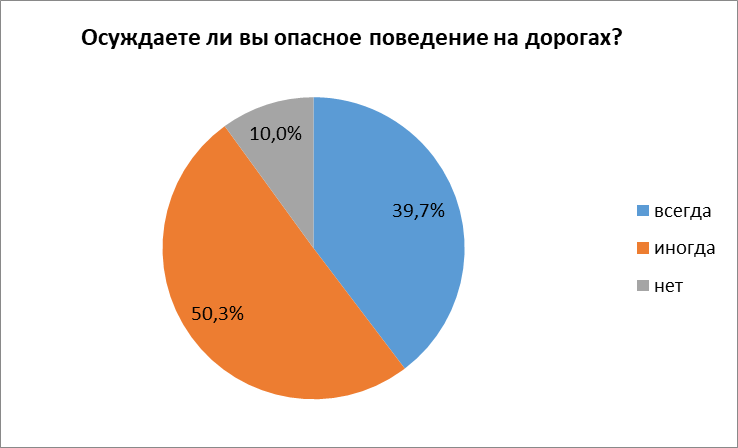 Осуждаете ли вы опасное поведение на дорогах?
10,0%
39,7%
50,3%
всегда
иногда
нет